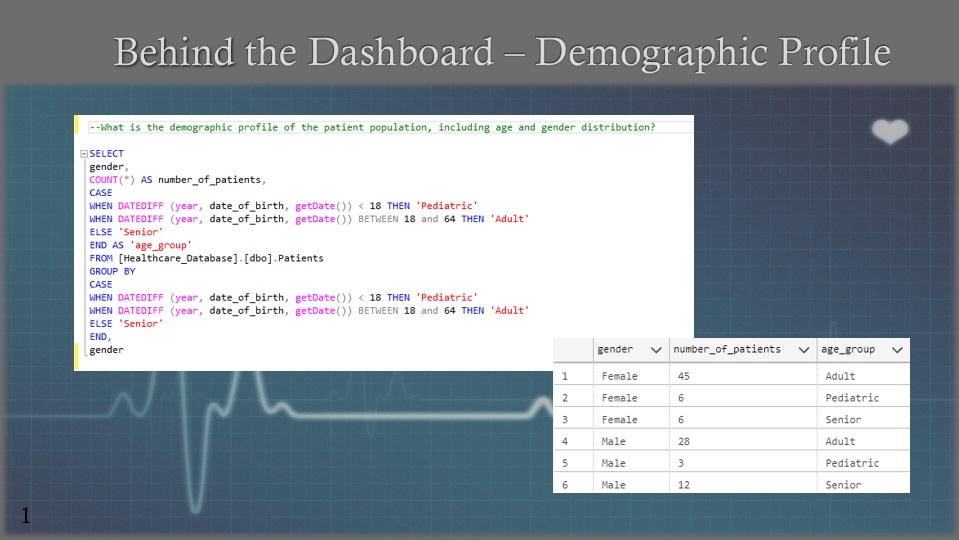 Behind the Dashboard – Demographic Profile
--What is the demographic profile of the patient population, including age and gender distribution?
SELECT
gender,
COUNT(*) AS number_of_patients,
CASE
WHEN DATEDIFF (year, date_of_birth, getDate()) < 18 THEN 'Pediatric'
WHEN DATEDIFF (year, date_of_birth, getDate()) BETWEEN 18 and 64 THEN 'Adult'
ELSE 'Senior'
END AS 'age_group'
FROM [Healthcare_Database].[dbo].Patients
GROUP BY
CASE
WHEN DATEDIFF (year, date_of_birth, getDate()) < 18 THEN 'Pediatric'
WHEN DATEDIFF (year, date_of_birth, getDate()) BETWEEN 18 and 64 THEN 'Adult'
ELSE 'Senior'
END,
gender
gender number_of_patients age_group
1 Female 45 Adult
2 Female 6 Pediatric
3 Female 6 Senior
4 Male 28 Adult
5 Male 3 Pediatric
6 Male 12 Senior
1